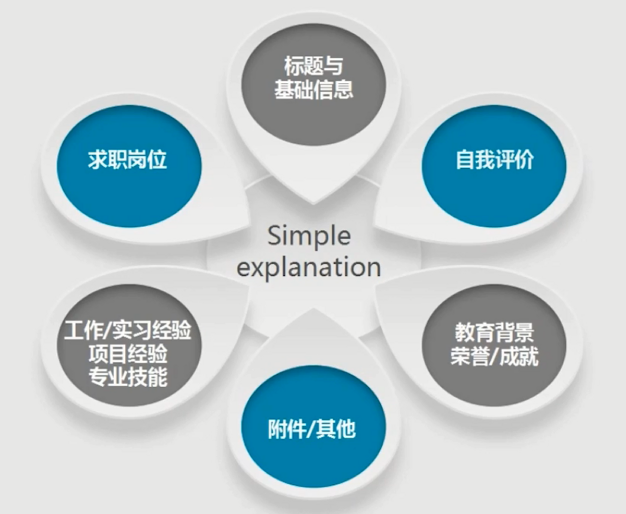 标题与
基础信息
求职岗位
自我评价
Simple
explanation
工作/实习经验
项目经验
专业技能
教育背景
荣誉/成就
附件/其他